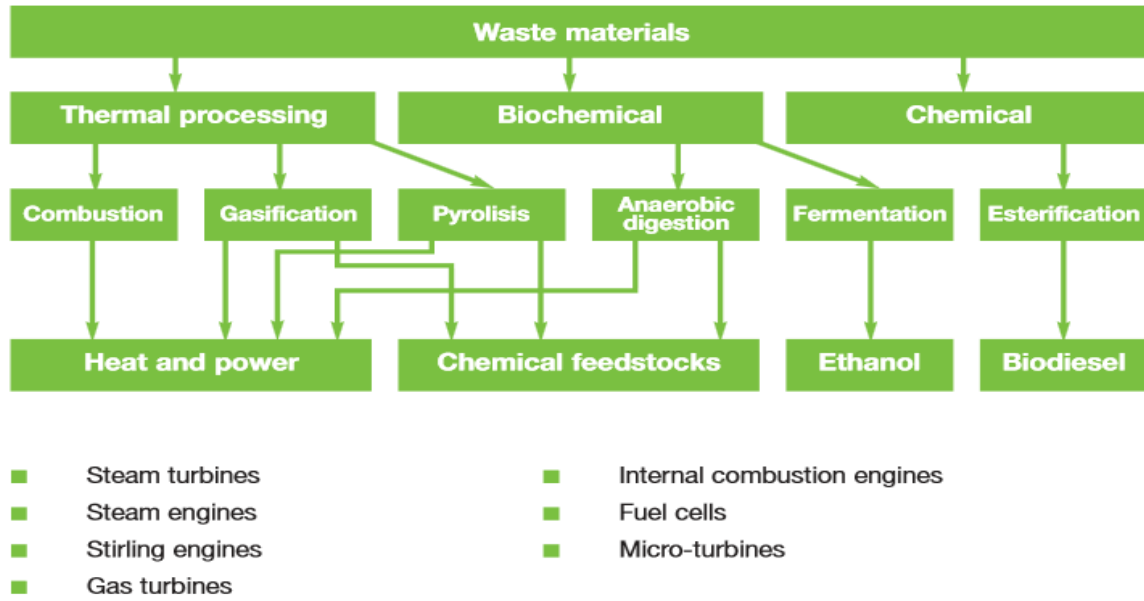 Waste materials
Thermal processing
Biochemical
Chemical
Combustion
Gasification
Pyrolisis
Anaerobic
digestion
Fermentation
Esterification
Heat and power
Chemical feedstocks
Ethanol
Biodiesel
Steam turbines
Steam engines
Stirling engines
Gas turbines
Internal combustion engines
Fuel cells
Micro-turbines